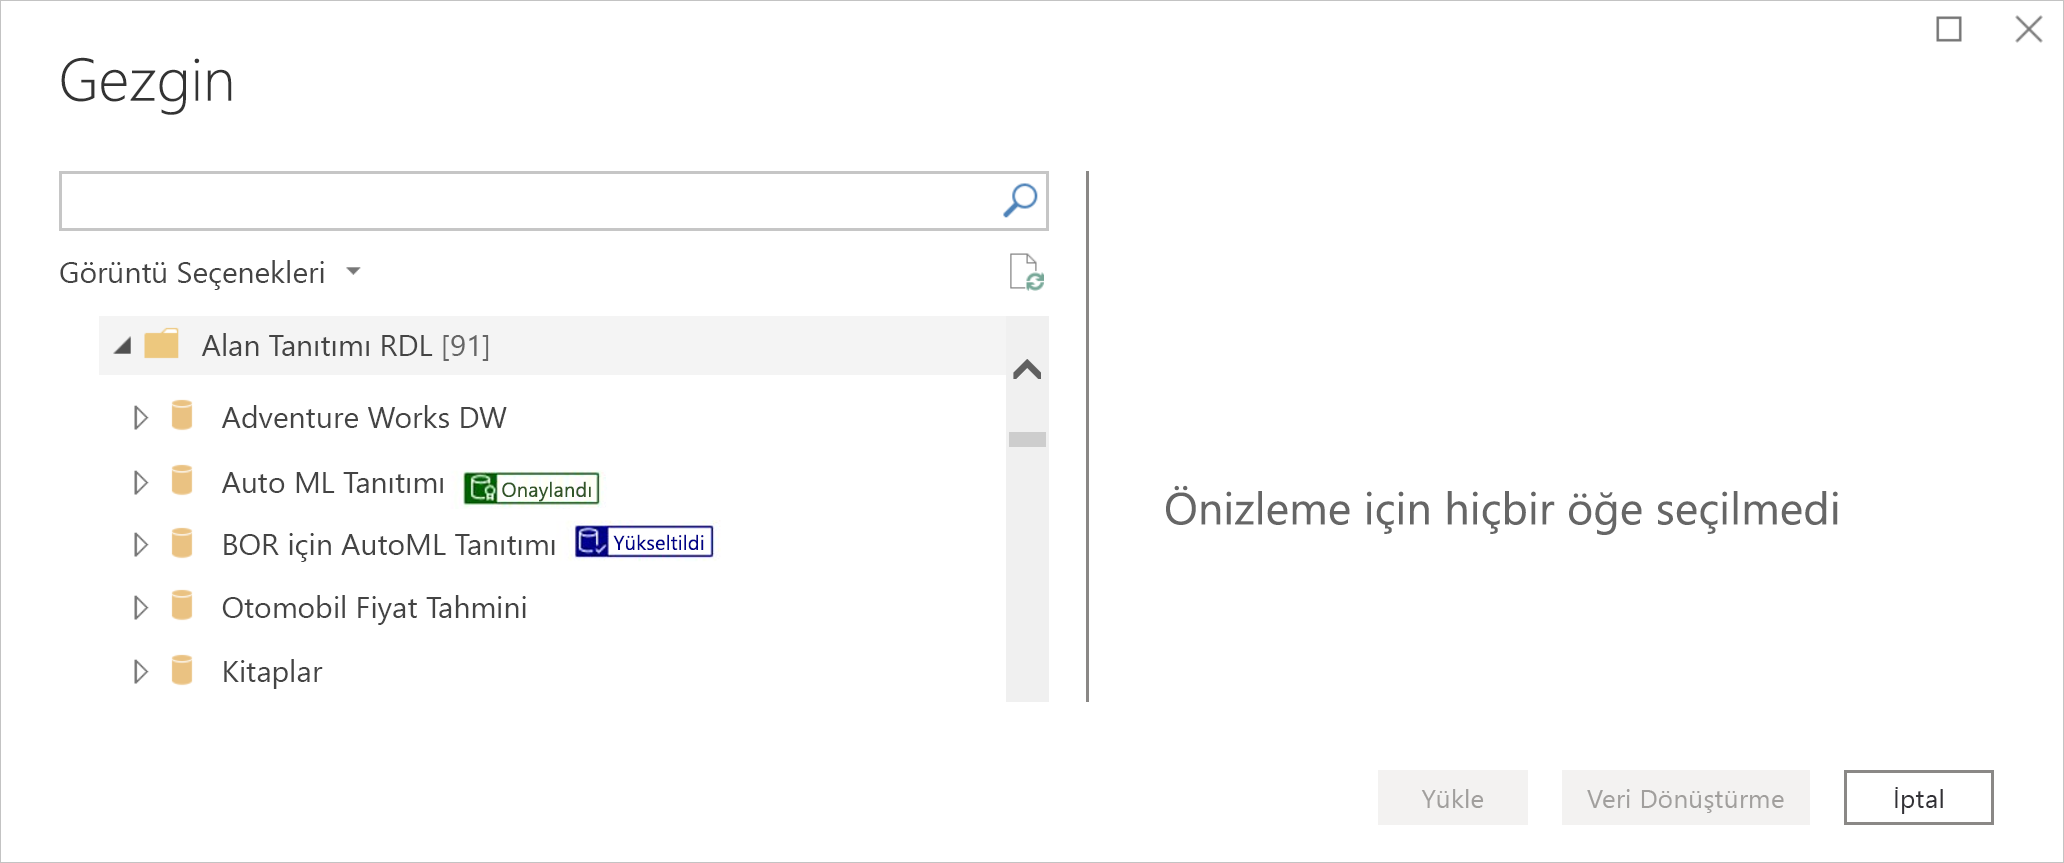 Gezgin
Görüntü Seçenekleri
Alan Tanıtımı RDL [91]
Adventure Works DW
Auto ML Tanıtımı Onaylandı
BOR için AutoML Tanıtımı Yükseltildi
Otomobil Fiyat Tahmini
Kitaplar
Önizleme için hiçbir öğe seçilmedi
Yükle Veri Dönüştürme İptal